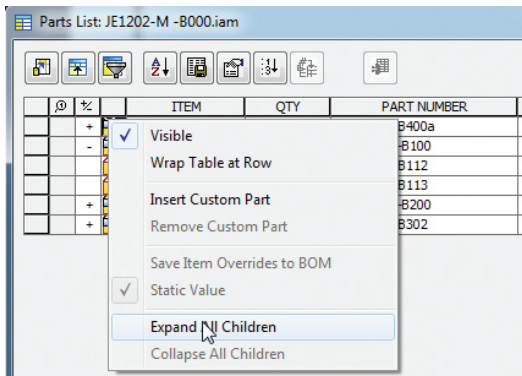 Parts List: JE1202-M -B000.iam
ITEM QTY PART NUMBER
+ B400a
- -B100
B112
B113
+ -B200
+ B302
✓ Visible
Wrap Table at Row
Insert Custom Part
Remove Custom Part
Save Item Overrides to BOM
✓ Static Value
Expand All Children
Collapse All Children